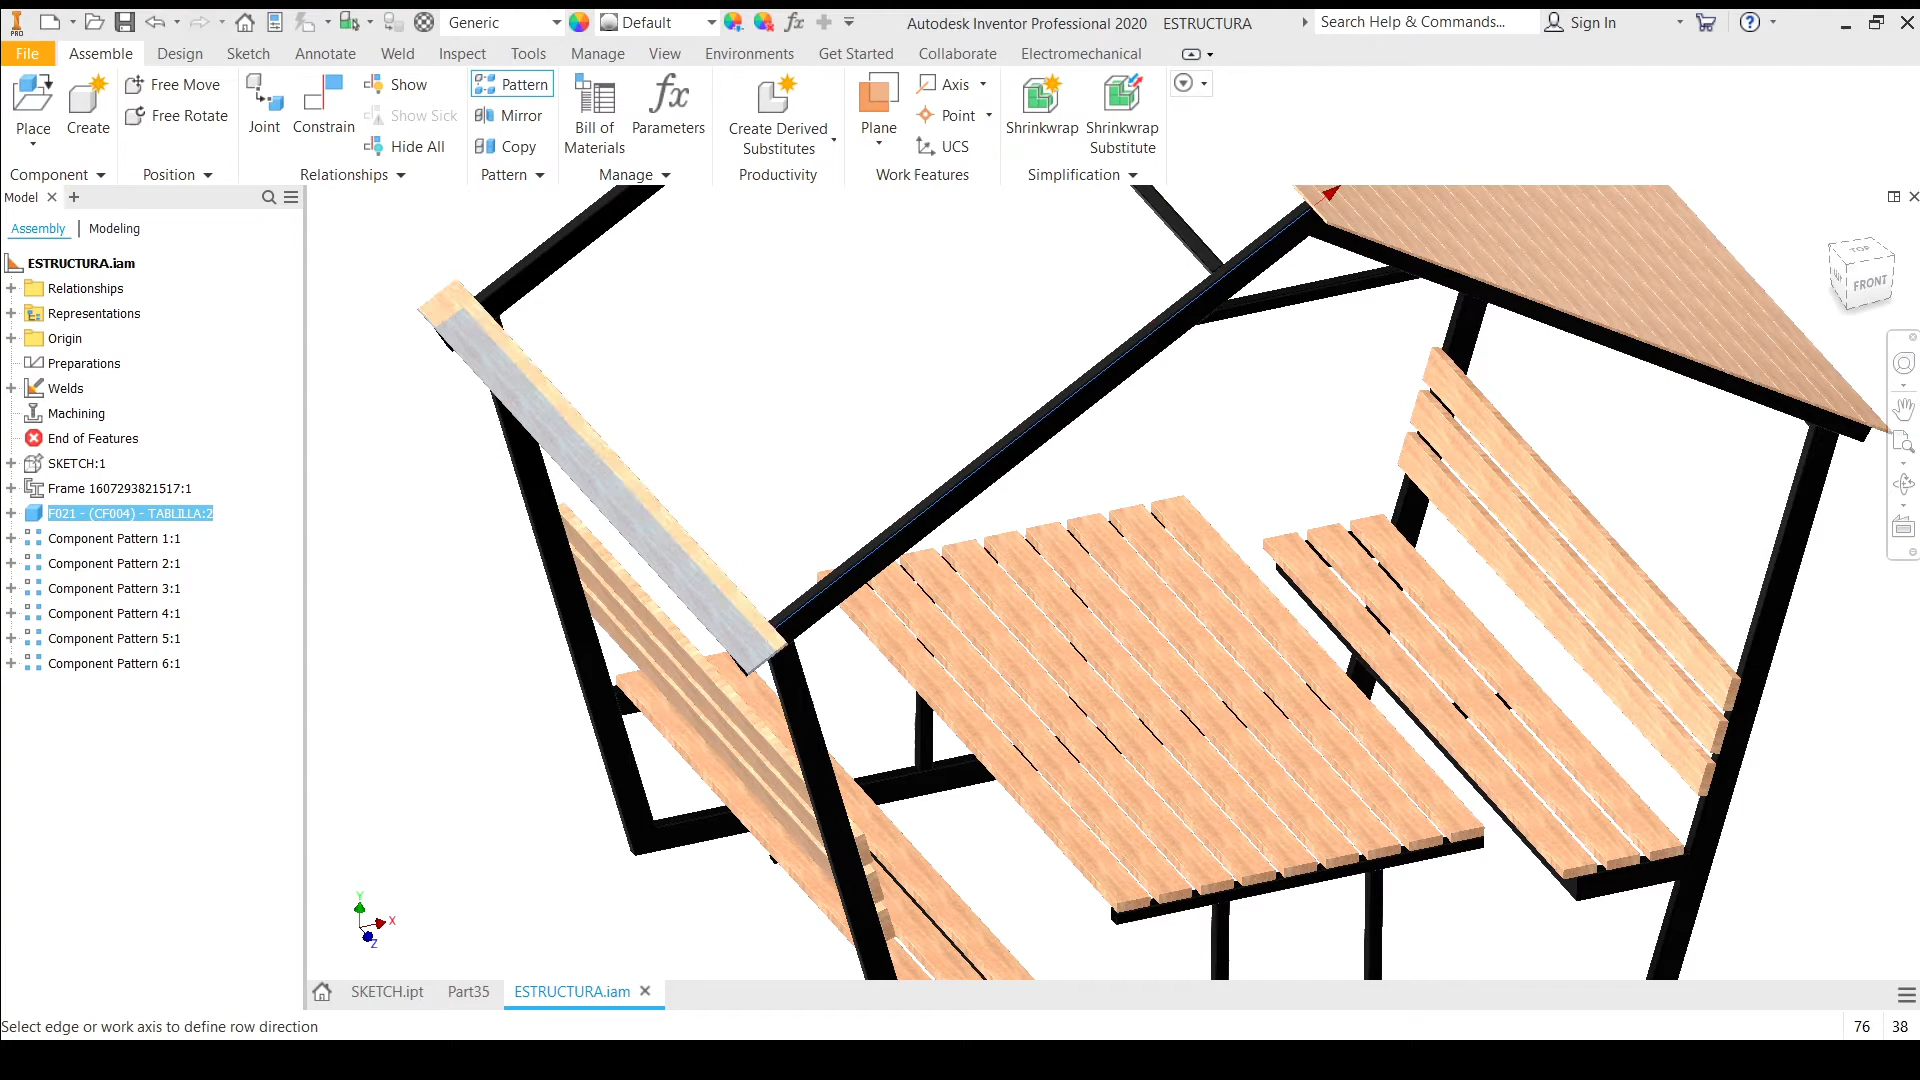 PRO
Generic
Default
fx
Autodesk Inventor Professional 2020 ESTRUCTURA
Search Help & Commands...
Sign In
File
Assemble
Design
Sketch
Annotate
Weld
Inspect
Tools
Manage
View
Environments
Get Started
Collaborate
Electromechanical
Place
Create
Free Move
Free Rotate
Joint
Constrain
Show
Show Sick
Hide All
Pattern
Mirror
Copy
Bill of
Materials
fx
Parameters
Create Derived
Substitutes
Plane
Axis
Point
UCS
Shrinkwrap
Shrinkwrap
Substitute
Component
Position
Relationships
Pattern
Manage
Productivity
Work Features
Simplification
Model
Assembly
Modeling
ESTRUCTURA.iam
Relationships
Representations
Origin
Preparations
Welds
Machining
End of Features
SKETCH:1
Frame 1607293821517:1
F021 - (CF004) - TABLILLA:2
Component Pattern 1:1
Component Pattern 2:1
Component Pattern 3:1
Component Pattern 4:1
Component Pattern 5:1
Component Pattern 6:1
TOP
FRONT
Y
X
Z
SKETCH.ipt
Part35
ESTRUCTURA.iam
Select edge or work axis to define row direction
76
38